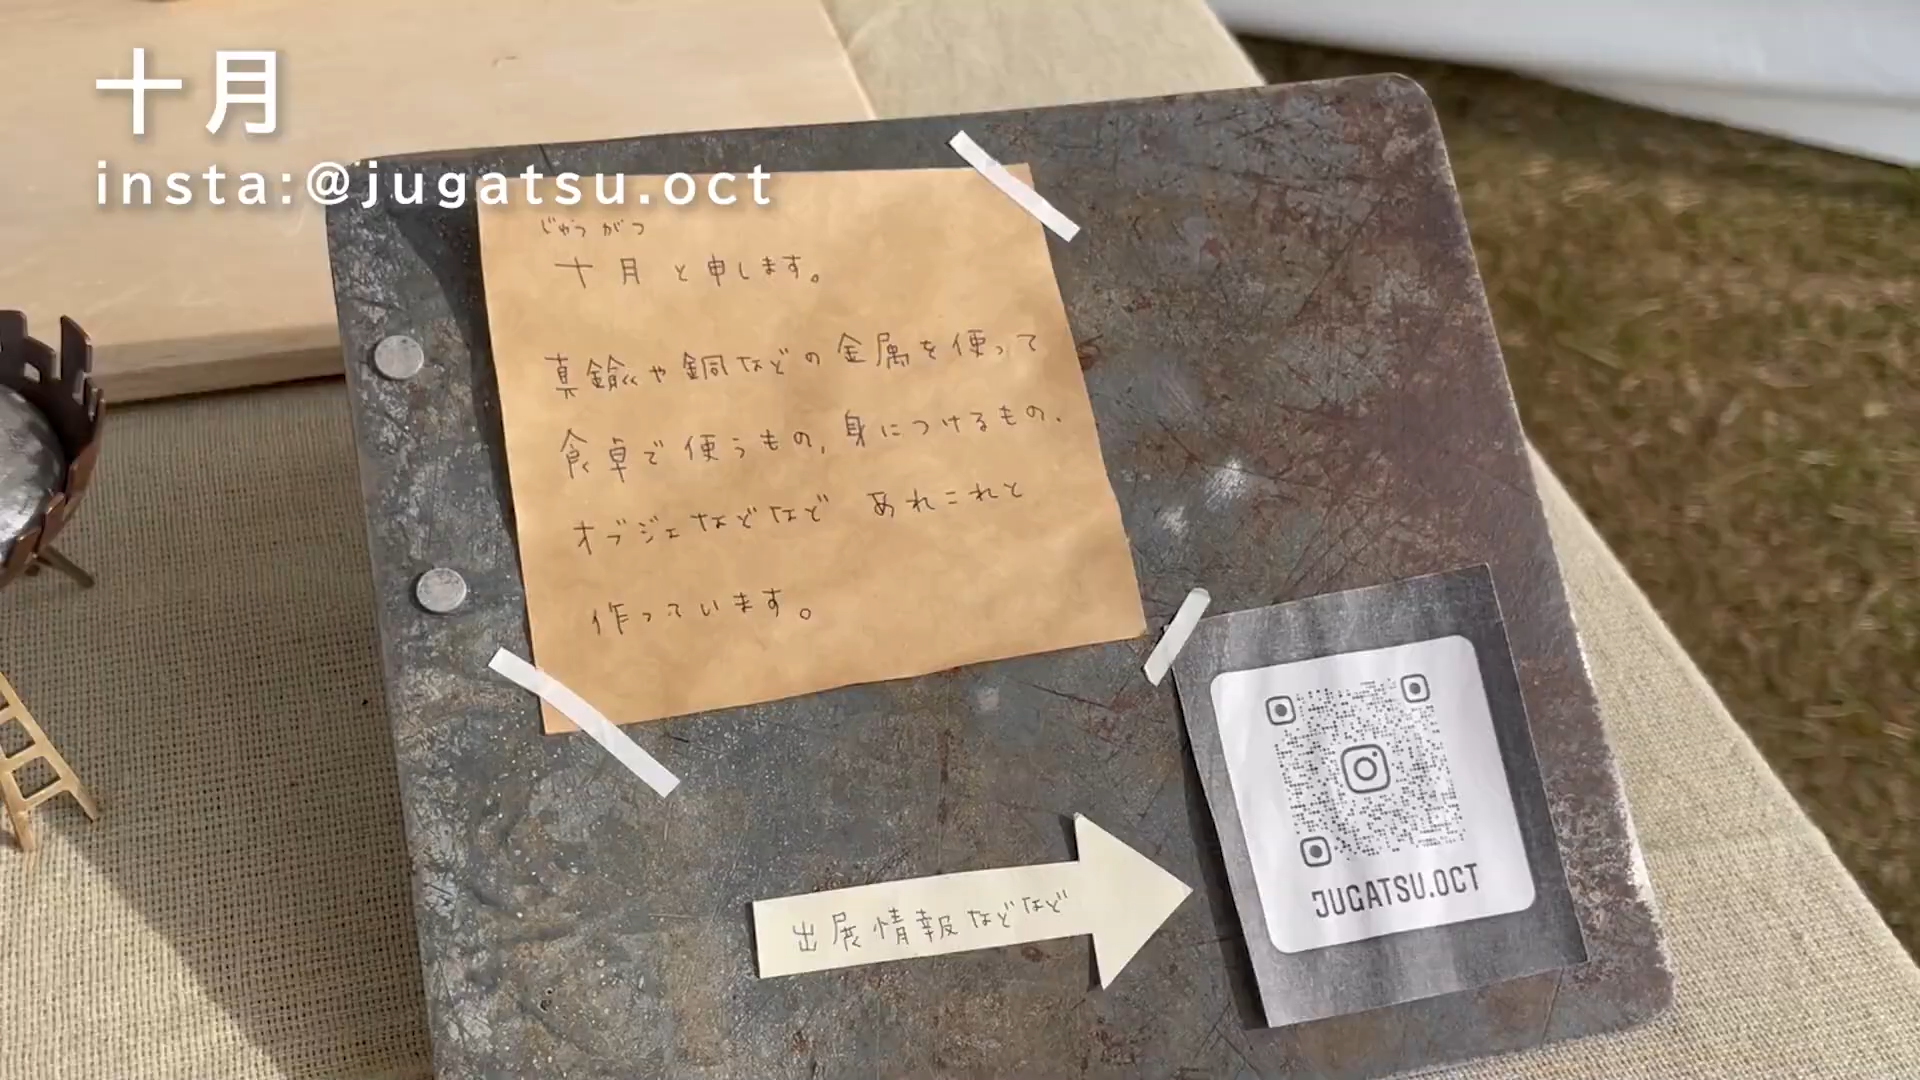 十月
insta:@jugatsu.oct
じゅうがつ
十月と申します。
真鍮や銅などの金属を使って
食卓で使うもの、身につけるもの、
オブジェなどなど あれこれと
作っています。
出展情報などなど
JUGATSU.OCT